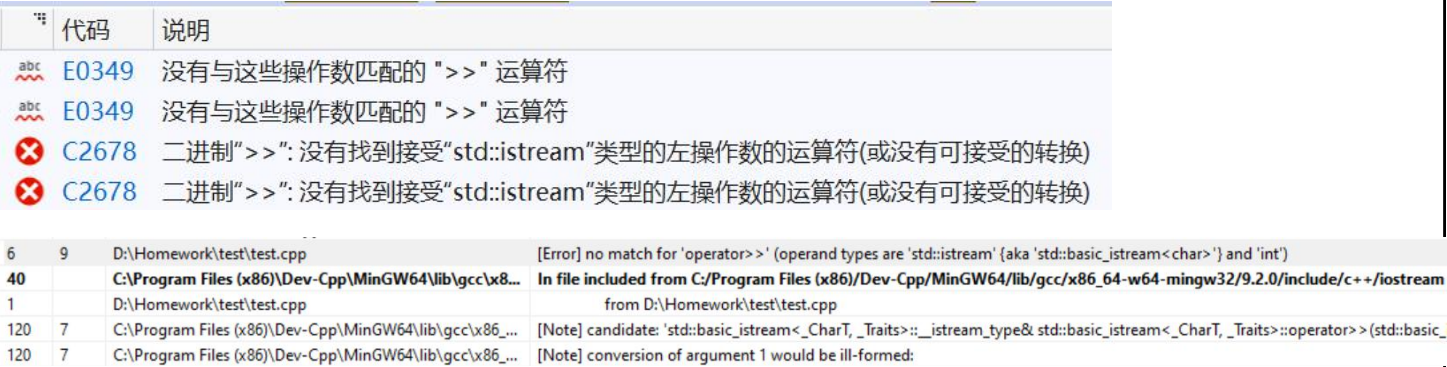 代码 说明
abc E0349 没有与这些操作数匹配的 ">>" 运算符
abc E0349 没有与这些操作数匹配的 ">>" 运算符
C2678 二进制“>>”: 没有找到接受“std::istream”类型的左操作数的运算符(或没有可接受的转换)
C2678 二进制“>>”: 没有找到接受“std::istream”类型的左操作数的运算符(或没有可接受的转换)
6 9 D:\Homework\test\test.cpp [Error] no match for 'operator>>' (operand types are 'std::istream' {aka 'std::basic_istream<char>'} and 'int')
40 C:\Program Files (x86)\Dev-Cpp\MinGW64\lib\gcc\x8... In file included from C:/Program Files (x86)/Dev-Cpp/MinGW64/lib/gcc/x86_64-w64-mingw32/9.2.0/include/c++/iostream
1 D:\Homework\test\test.cpp from D:\Homework\test\test.cpp
120 7 C:\Program Files (x86)\Dev-Cpp\MinGW64\lib\gcc\x86_... [Note] candidate: 'std::basic_istream<_CharT, _Traits>::__istream_type& std::basic_istream<_CharT, _Traits>::operator>>(std::basic_
120 7 C:\Program Files (x86)\Dev-Cpp\MinGW64\lib\gcc\x86_... [Note] conversion of argument 1 would be ill-formed: